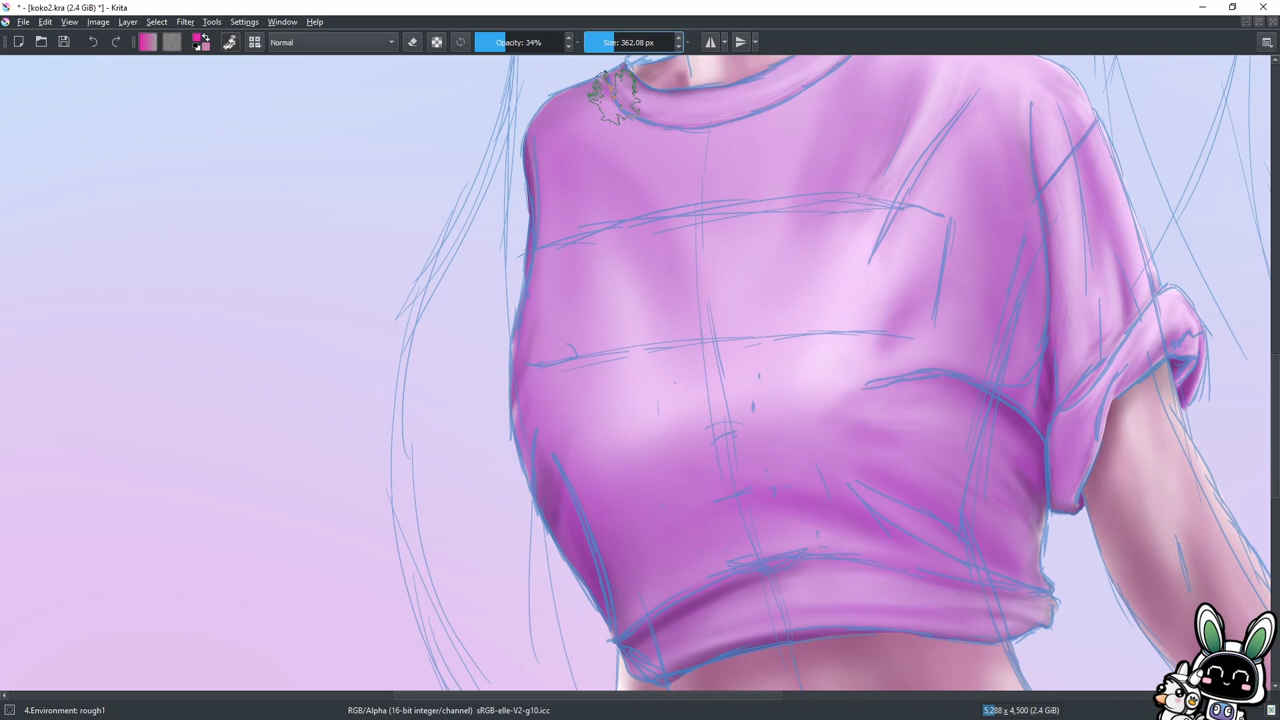 * - [koko2.kra (2.4 GiB) *] - Krita
File Edit View Image Layer Select Filter Tools Settings Window Help
Normal Opacity: 34% Size: 362.08 px
4.Environment: rough1 RGB/Alpha (16-bit integer/channel) sRGB-elle-V2-g10.icc 5,288 x 4,500 (2.4 GiB)